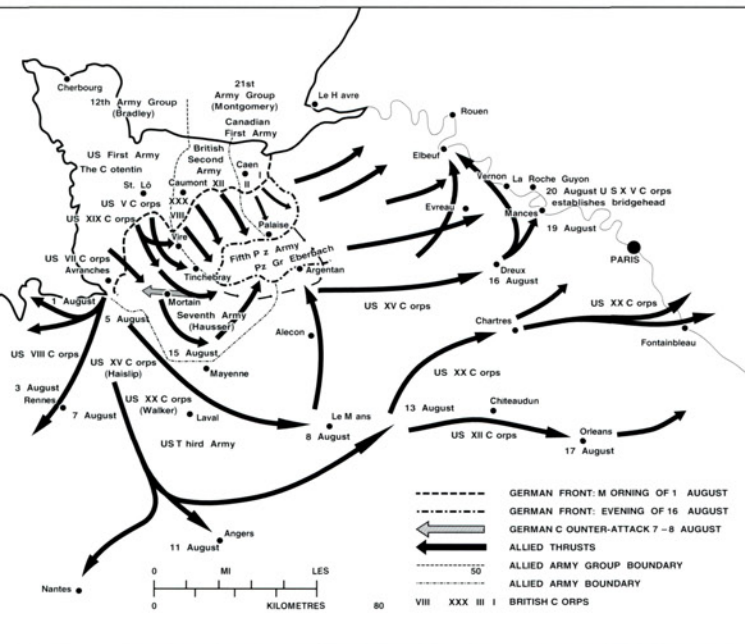 Cherbourg
12th Army Group
(Bradley)
21st
Army Group
(Montgomery)
Canadian
First Army
Le H avre
Rouen
US First Army
The C otentin
British
Second
Army
Caen
I
II
Elbeuf
St. Lô
Caumont XII
US V C orps
XXX
VIII
US XIX C orps
Vire
Palaise
Vernon
La Roche Guyon
20 August U S X V C orps
establishes bridgehead
Evreau
Mances
19 August
PARIS
US VII C orps
Avranches
Fifth P z Army
Pz Gr Eberbach
Tinchebray
Argentan
Dreux
16 August
1 August
Mortain
US XV C orps
US XX C orps
5 August
Seventh Army
(Hausser)
Alecon
Chartres
Fontainbleau
US VIII C orps
15 August
US XV C orps
(Haislip)
Mayenne
US XX C orps
3 August
Rennes
7 August
US XX C orps
(Walker)
Laval
Le M ans
8 August
13 August
Chiteaudun
US XII C orps
Orleans
17 August
US T hird Army
Angers
11 August
Nantes
GERMAN FRONT: M ORNING OF 1 AUGUST
GERMAN FRONT: EVENING OF 16 AUGUST
GERMAN C OUNTER-ATTACK 7 – 8 AUGUST
ALLIED THRUSTS
ALLIED ARMY GROUP BOUNDARY
ALLIED ARMY BOUNDARY
VIII XXX III I BRITISH C ORPS
0 MI LES 50
0 KILOMETRES 80